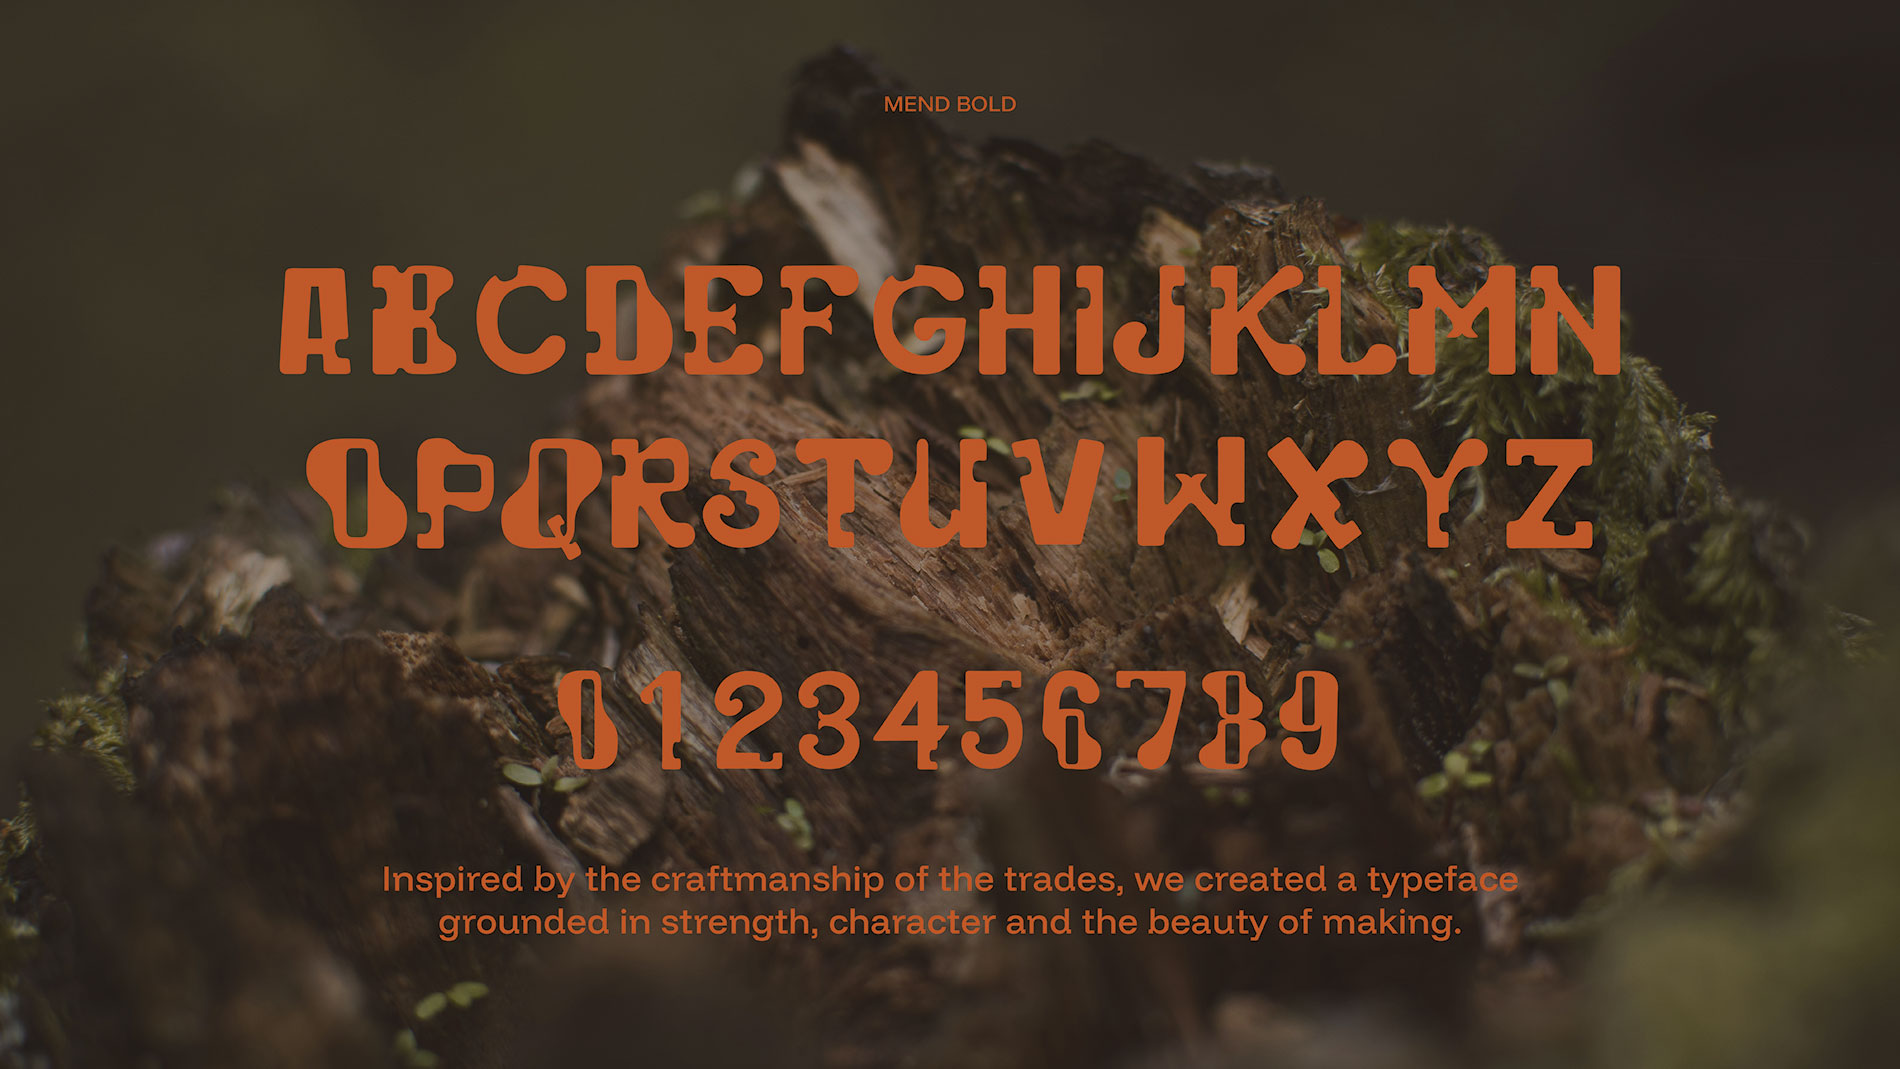 MEND BOLD
ABCDEFGHIJKLMN
OPQRSTUVWXYZ
0123456789
Inspired by the craftmanship of the trades, we created a typeface
grounded in strength, character and the beauty of making.